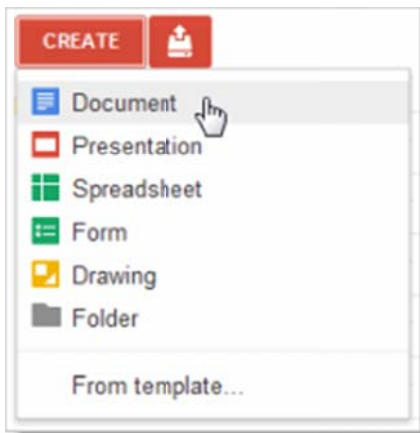 CREATE
Document
Presentation
Spreadsheet
Form
Drawing
Folder
From template...